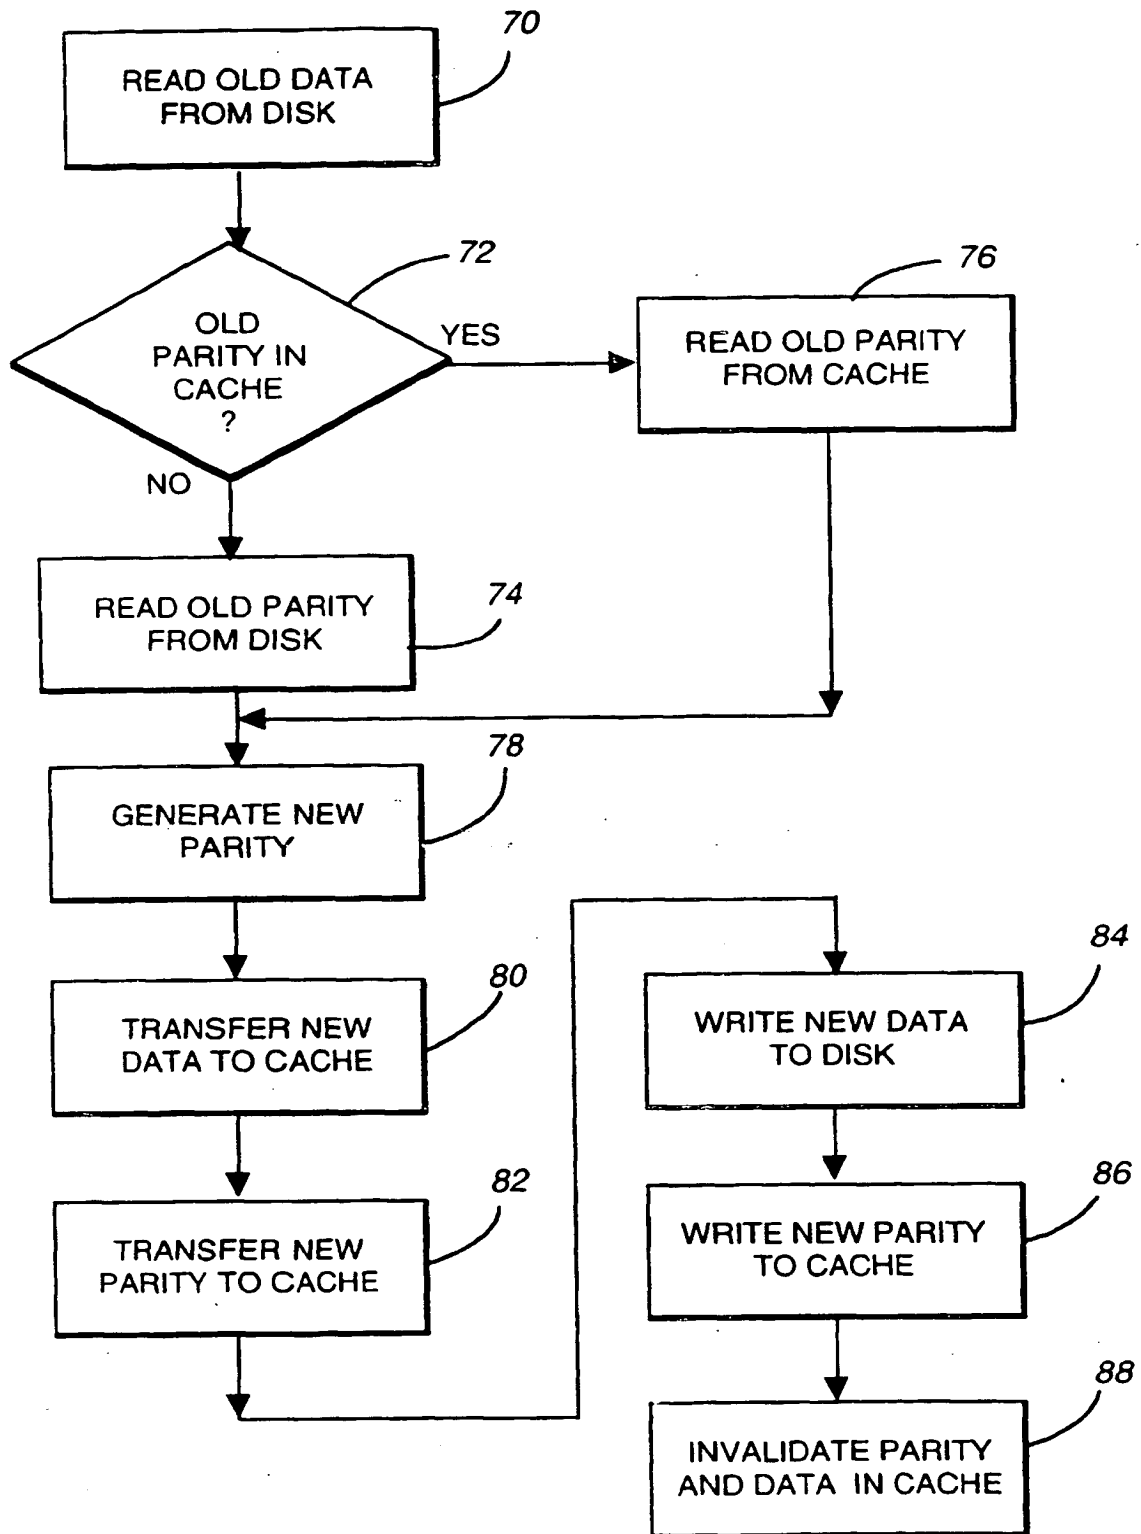 70
READ OLD DATA
FROM DISK
72
OLD
PARITY IN
CACHE
?
YES
NO
76
READ OLD PARITY
FROM CACHE
74
READ OLD PARITY
FROM DISK
78
GENERATE NEW
PARITY
80
TRANSFER NEW
DATA TO CACHE
82
TRANSFER NEW
PARITY TO CACHE
84
WRITE NEW DATA
TO DISK
86
WRITE NEW PARITY
TO CACHE
88
INVALIDATE PARITY
AND DATA IN CACHE